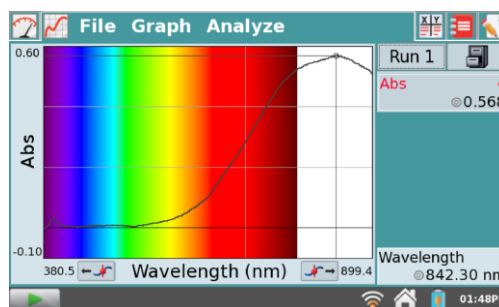 File Graph Analyze
X Y
0.60
Abs
-0.10
380.5
Wavelength (nm)
899.4
Run 1
Abs
0.568
Wavelength
842.30 nm
01:48P